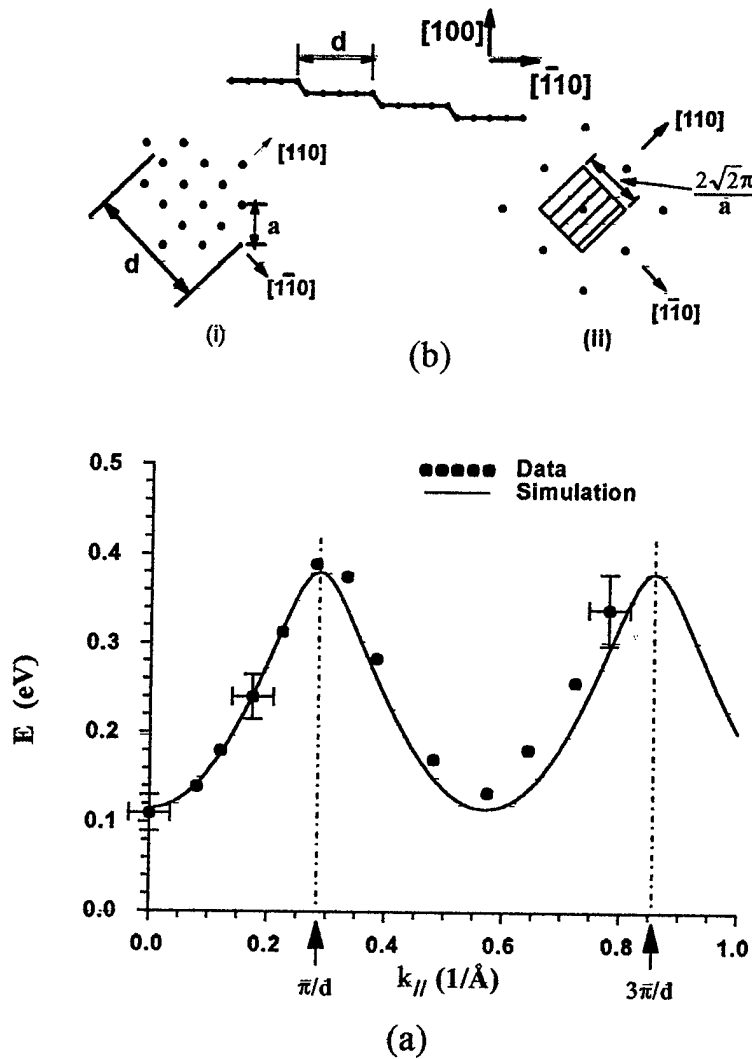 [100]
d
[1̄10]
[110]
a
d
[11̄0]
(i)
[110]
2√2π
a
[11̄0]
(ii)
(b)
0.5
0.4
0.3
0.2
0.1
0.0
E (eV)
Data
Simulation
0.0
0.2
0.4
0.6
0.8
1.0
π/d
k// (1/Å)
3π/d
(a)